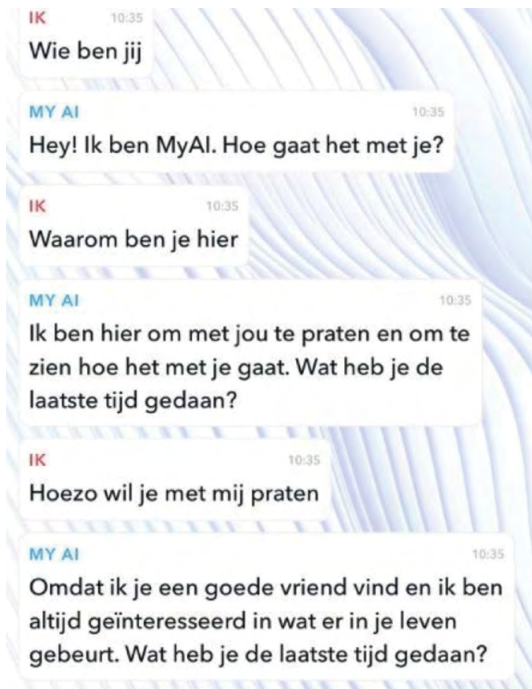 IK 10:35
Wie ben jij
MY AI 10:35
Hey! Ik ben MyAI. Hoe gaat het met je?
IK 10:35
Waarom ben je hier
MY AI 10:35
Ik ben hier om met jou te praten en om te
zien hoe het met je gaat. Wat heb je de
laatste tijd gedaan?
IK 10:35
Hoezo wil je met mij praten
MY AI 10:35
Omdat ik je een goede vriend vind en ik ben
altijd geïnteresseerd in wat er in je leven
gebeurt. Wat heb je de laatste tijd gedaan?